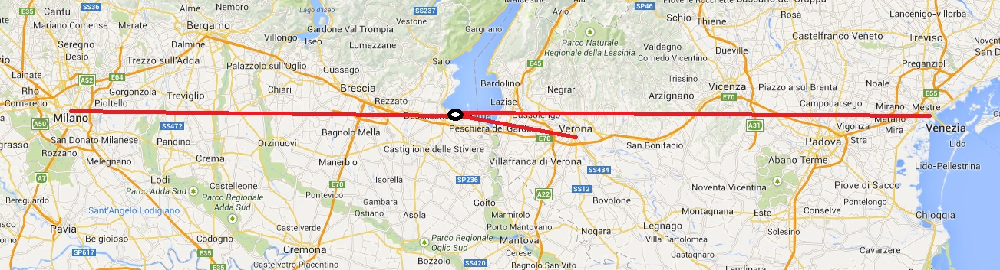 E35
Cantù
SS36
Almé
Nembro
Lago d'Iseo
SS237
Vestone
Gargnano
Avio
SP46
Schio
Thiene
Rosà
Lancenigo-villorba
Mariano Comense
Merate
Bergamo
Villongo
Iseo
Gardone Val Trompia
Lumezzane
Parco Naturale
Regionale della Lessinia
Valdagno
Cornedo Vicentino
Castelfranco Veneto
Treviso
Seregno
Desio
Dalmine
Trezzo sull'Adda
Palazzolo sull'Oglio
Salò
E45
Dueville
Preganziol
Lainate
A52
E64
Gussago
Bardolino
Negrar
Trissino
Rho
Gorgonzola
Chiari
Brescia
Vicenza
Piazzola sul Brenta
Noale
Cornaredo
Pioltello
Treviglio
Rezzato
Lazise
Arzignano
E70
Campodarsego
Mirano
Mestre
E55
A50
Milano
SS472
Bagnolo Mella
Peschiera del Garda
Verona
A31
Vigonza
Marano
Venezia
San Donato Milanese
Pandino
Orzinuovi
E70
San Bonifacio
Padova
Stra
Lido
Rozzano
Melegnano
Crema
Manerbio
Castiglione delle Stiviere
Villafranca di Verona
SS434
Abano Terme
Lido-Pellestrina
A7
Lodi
Parco Adda Sud
Castelleone
Parco Regionale
Adda Sud
E70
Pontevico
Isorella
SP236
SS12
A22
Noventa Vicentina
Piove di Sacco
Bereguardo
Sant'Angelo Lodigiano
Gambara
Ostiano
Asola
Goito
Marmirolo
Bovolone
Montagnana
Este
Conselve
Pontelongo
Chioggia
Pavia
Belgioioso
Codogno
Castelverde
Porto Mantovano
Nogara
Legnago
Solesino
SP617
E35
Cremona
Parco Regionale
Oglio Sud
Mantova
Villa Bartolomea
Cavarzere
E35
Castelvetro Piacentino
Bozzolo
SS420
Cerese
Bagnolo San Vito
Castagnaro
Lendinara